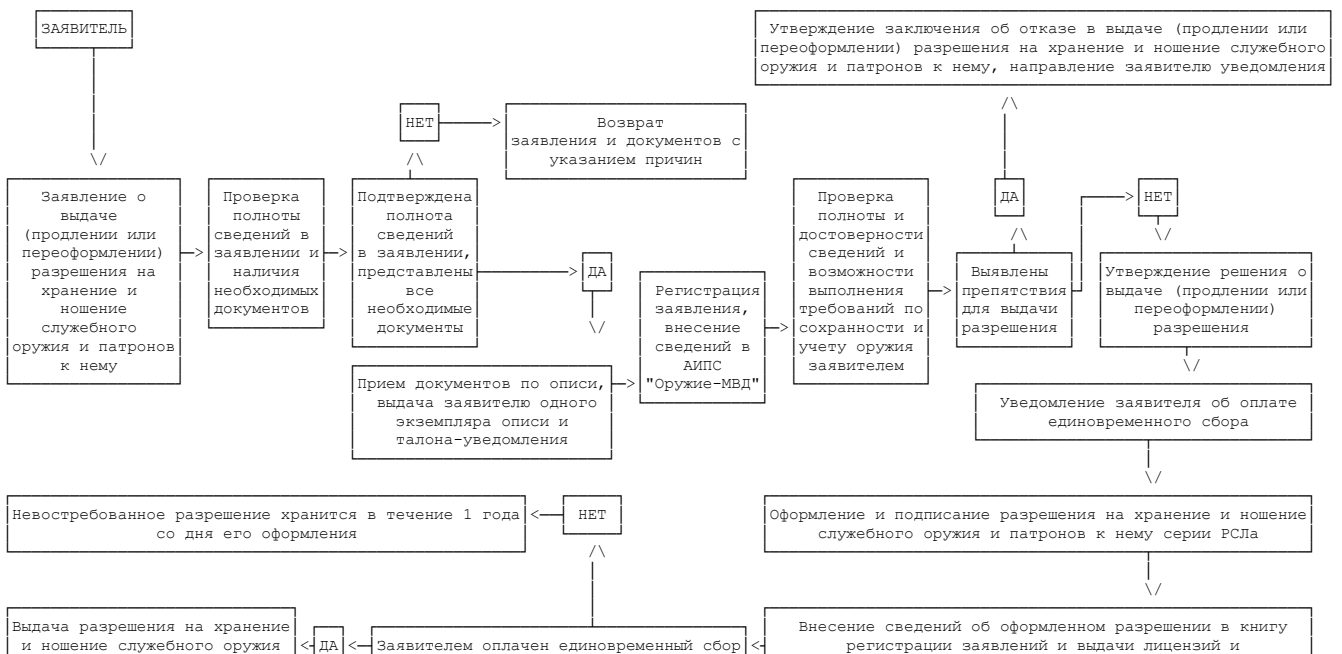 ЗАЯВИТЕЛЬ
Утверждение заключения об отказе в выдаче (продлении или
переоформлении) разрешения на хранение и ношение служебного
оружия и патронов к нему, направление заявителю уведомления
НЕТ
Возврат
заявления и документов с
указанием причин
Заявление о
выдаче
(продлении или
переоформлении)
разрешения на
хранение и
ношение
служебного
оружия и патронов
к нему
Проверка
полноты
сведений в
заявлении и
наличия
необходимых
документов
Подтверждена
полнота
сведений
в заявлении,
представлены
все
необходимые
документы
ДА
Прием документов по описи,
выдача заявителю одного
экземпляра описи и
талона-уведомления
Регистрация
заявления,
внесение
сведений в
АИПС
"Оружие-МВД"
Проверка
полноты и
достоверности
сведений и
возможности
выполнения
требований по
сохранности и
учету оружия
заявителем
Выявлены
препятствия
для выдачи
разрешения
ДА
НЕТ
Утверждение решения о
выдаче (продлении или
переоформлении)
разрешения
Уведомление заявителя об оплате
единовременного сбора
Оформление и подписание разрешения на хранение и ношение
служебного оружия и патронов к нему серии РСЛа
Внесение сведений об оформленном разрешении в книгу
регистрации заявлений и выдачи лицензий и
Заявителем оплачен единовременный сбор
НЕТ
Невостребованное разрешение хранится в течение 1 года
со дня его оформления
ДА
Выдача разрешения на хранение
и ношение служебного оружия